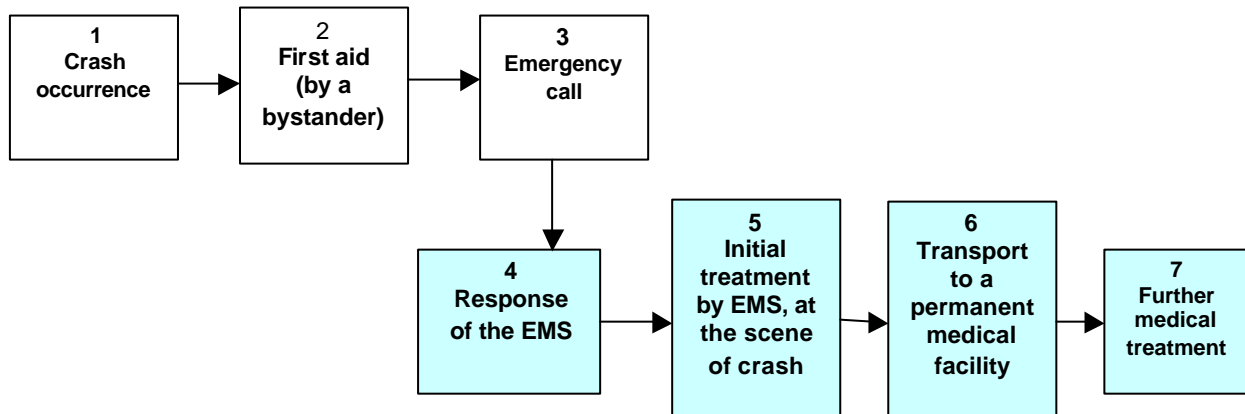 1
Crash
occurrence
2
First aid
(by a
bystander)
3
Emergency
call
4
Response
of the EMS
5
Initial
treatment
by EMS, at
the scene
of crash
6
Transport
to a
permanent
medical
facility
7
Further
medical
treatment